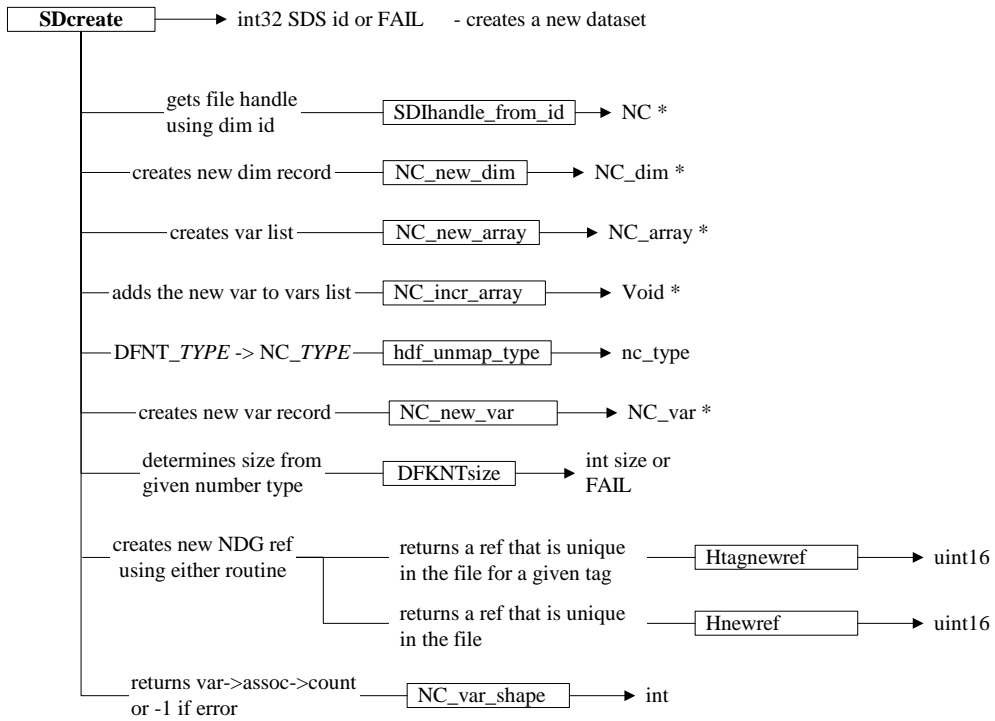 SDcreate int32 SDS id or FAIL - creates a new dataset
gets file handle
using dim id
SDIhandle_from_id NC *
creates new dim record NC_new_dim NC_dim *
creates var list NC_new_array NC_array *
adds the new var to vars list NC_incr_array Void *
DFNT_TYPE -> NC_TYPE hdf_unmap_type nc_type
creates new var record NC_new_var NC_var *
determines size from
given number type
DFKNTsize
int size or
FAIL
creates new NDG ref
using either routine
returns a ref that is unique
in the file for a given tag
Htagnewref uint16
returns a ref that is unique
in the file
Hnewref uint16
returns var->assoc->count
or -1 if error
NC_var_shape int